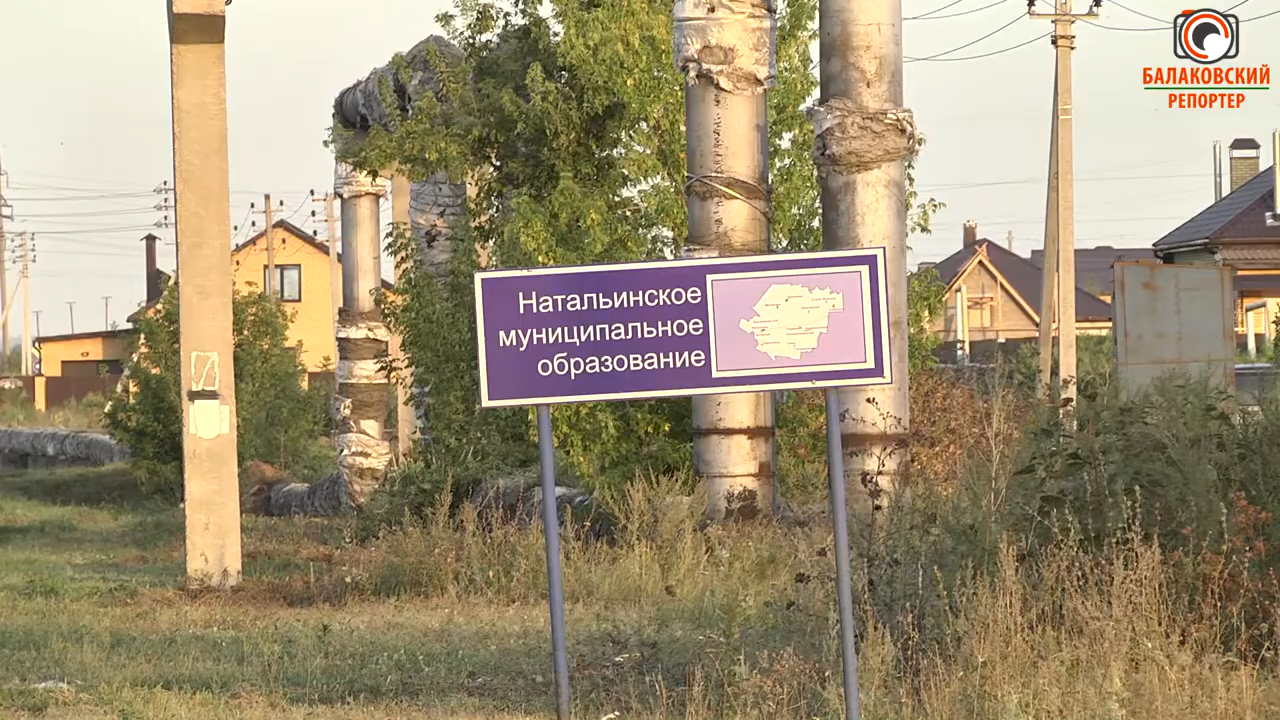 БАЛАКОВСКИЙ
РЕПОРТЕР
Натальинское
муниципальное
образование